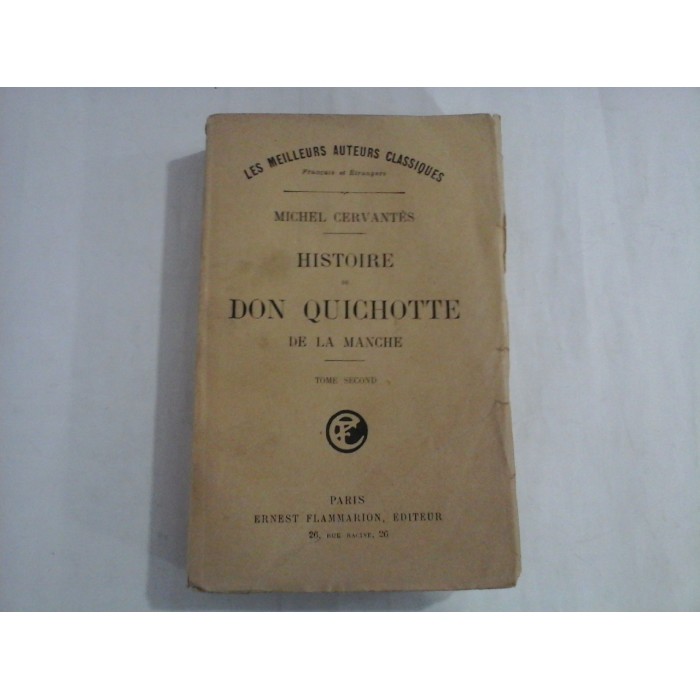 LES MEILLEURS AUTEURS CLASSIQUES
Français et Étrangers
MICHEL CERVANTÈS
HISTOIRE
DE
DON QUICHOTTE
DE LA MANCHE
TOME SECOND
PARIS
ERNEST FLAMMARION, ÉDITEUR
26, RUE RACINE, 26